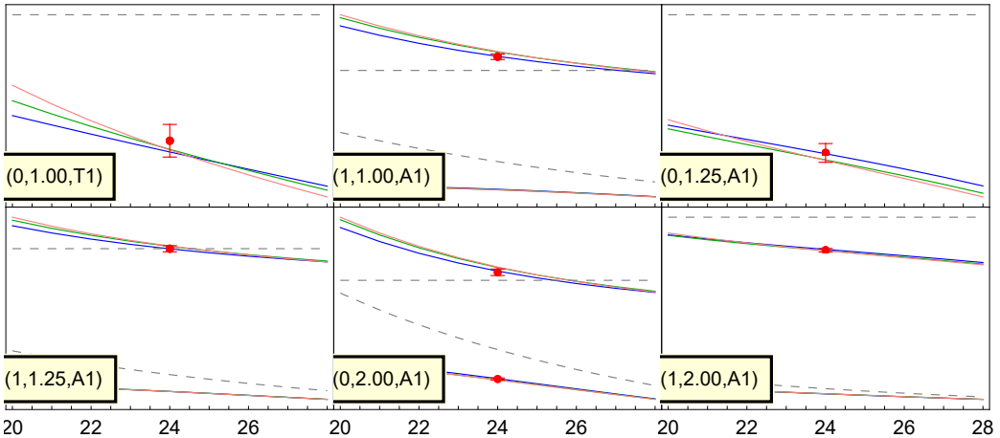 (0,1.00,T1)
(1,1.00,A1)
(0,1.25,A1)
(1,1.25,A1)
(0,2.00,A1)
(1,2.00,A1)
20 22 24 26 20 22 24 26 20 22 24 26 28